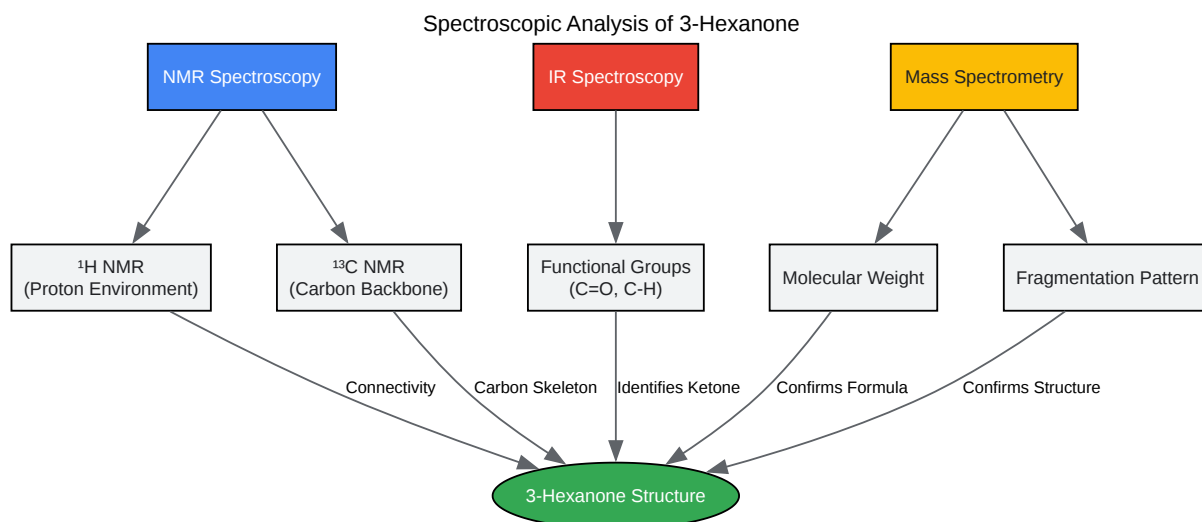 Spectroscopic Analysis of 3-Hexanone
NMR Spectroscopy
IR Spectroscopy
Mass Spectrometry
¹H NMR
(Proton Environment)
¹³C NMR
(Carbon Backbone)
Functional Groups
(C=O, C-H)
Molecular Weight
Fragmentation Pattern
Connectivity
Carbon Skeleton
Identifies Ketone
Confirms Formula
Confirms Structure
3-Hexanone Structure